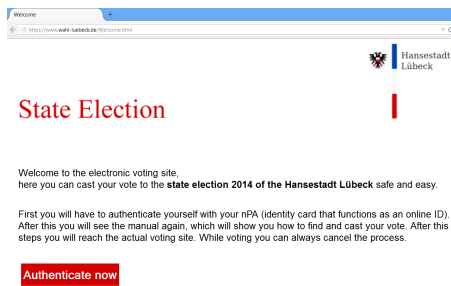 Welcome
https://www.wahl-luebeck.de/Welcome.html
Hansestadt
Lübeck
State Election
Welcome to the electronic voting site,
here you can cast your vote to the state election 2014 of the Hansestadt Lübeck safe and easy.
First you will have to authenticate yourself with your nPA (identity card that functions as an online ID).
After this you will see the manual again, which will show you how to find and cast your vote. After this
steps you will reach the actual voting site. While voting you can always cancel the process.
Authenticate now